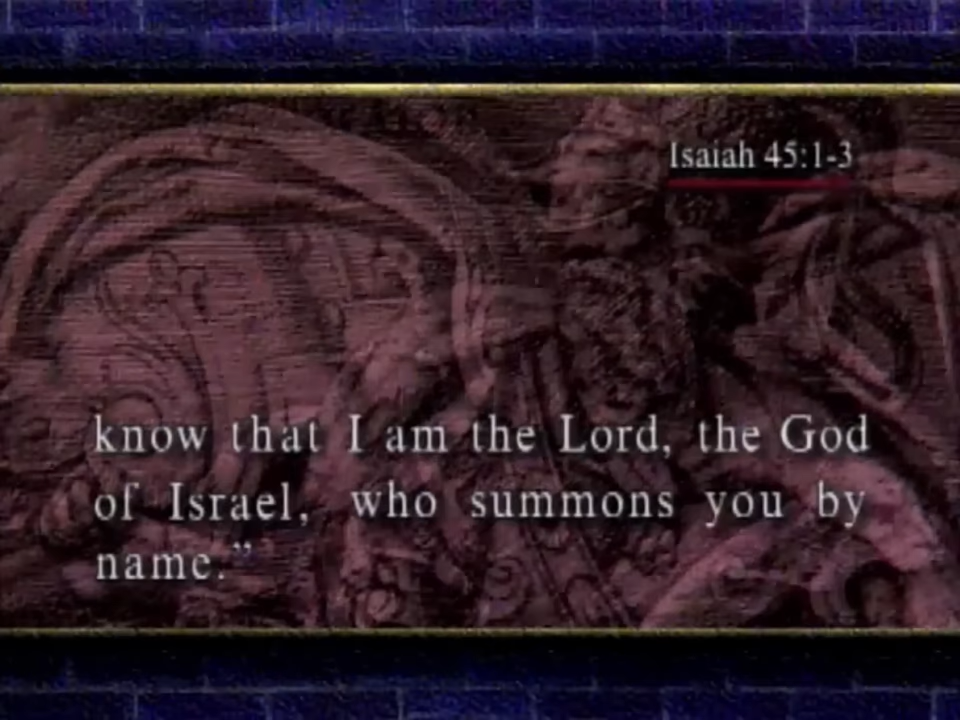 Isaiah 45:1-3
know that I am the Lord, the God
of Israel, who summons you by
name.”